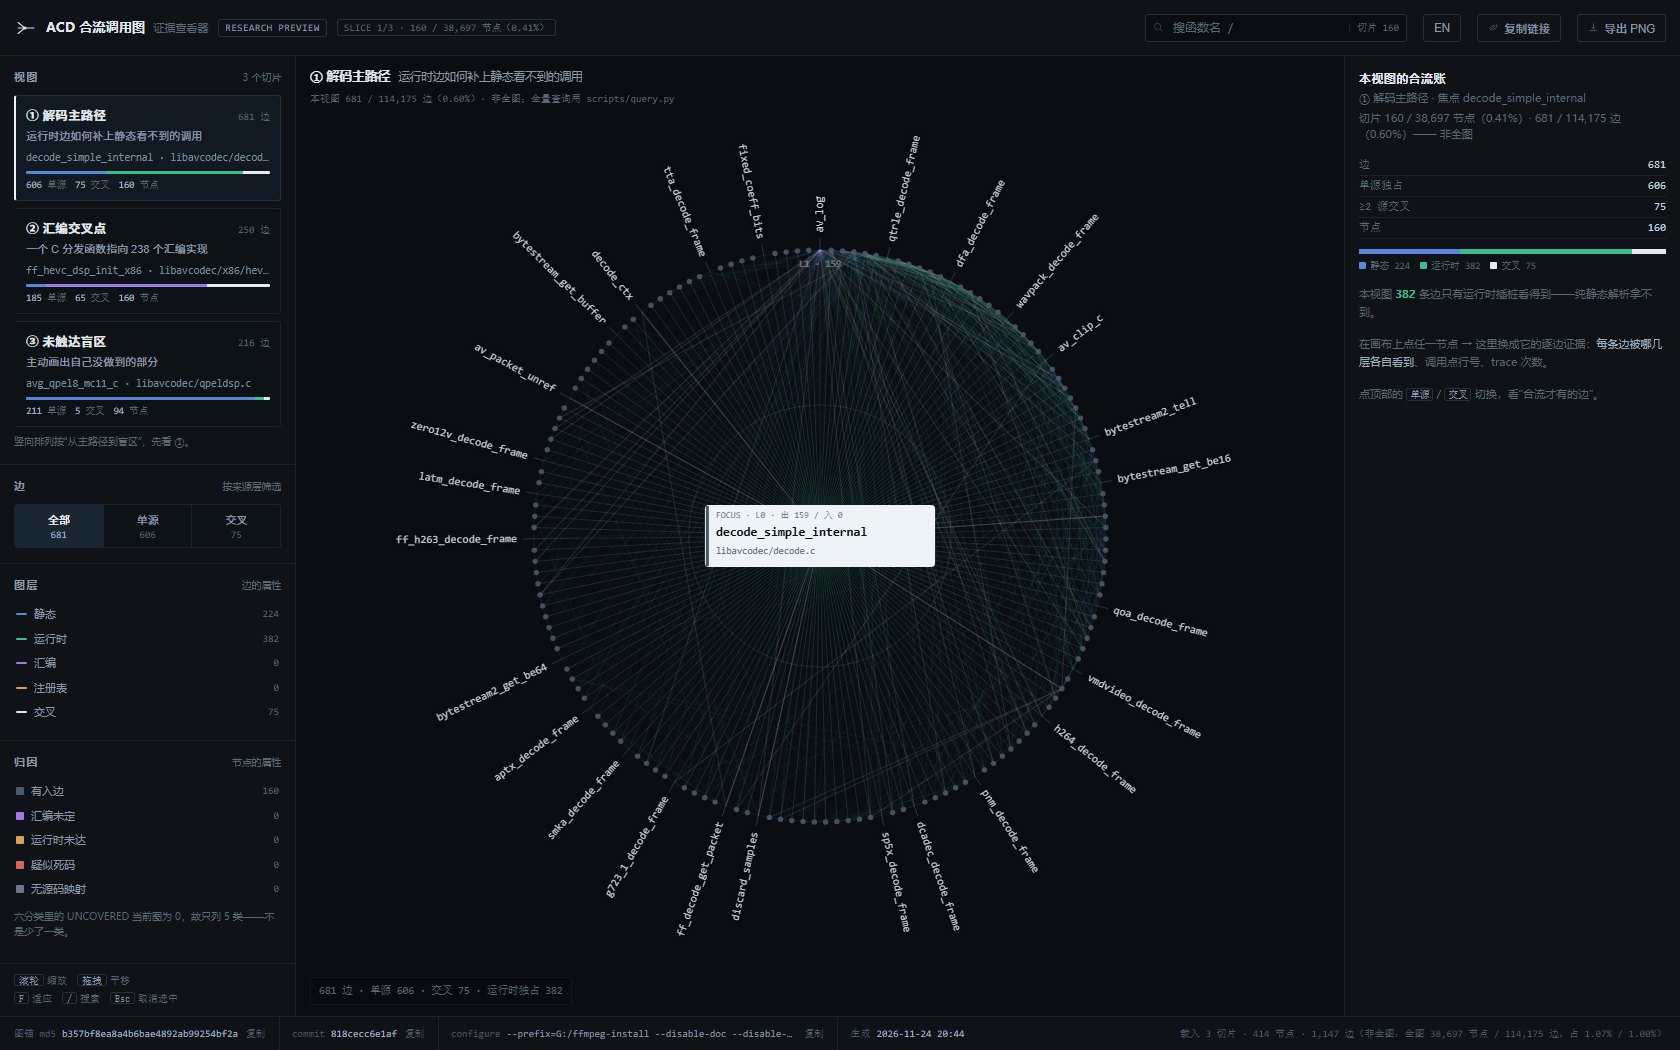 ACD 合流调用图 证据查看器 RESEARCH PREVIEW SLICE 1/3 · 160 / 38,697 节点 (0.41%)
搜函数名 / 切片 160 EN 复制链接 导出 PNG
视图 3 个切片
① 解码主路径 681 边
运行时边如何补上静态看不到的调用
decode_simple_internal · libavcodec/decod…
606 单源 75 交叉 160 节点
② 汇编交叉点 250 边
一个 C 分发函数指向 238 个汇编实现
ff_hevc_dsp_init_x86 · libavcodec/x86/hev…
185 单源 65 交叉 160 节点
③ 未触达盲区 216 边
主动画出自己没做到的部分
avg_qpel8_mc11_c · libavcodec/qpeldsp.c
211 单源 5 交叉 94 节点
竖向排列按“从主路径到盲区”，先看 ①。
边 按来源层筛选
全部 单源 交叉
681 606 75
图层 边的属性
静态 224
运行时 382
汇编 0
注册表 0
交叉 75
归因 节点的属性
有入边 160
汇编未定 0
运行时未达 0
疑似死码 0
无源码映射 0
六分类里的 UNCOVERED 当前图为 0，故只列 5 类——不
是少了一类。
滚轮 缩放 拖拽 平移
F 适应 / 搜索 Esc 取消选中
① 解码主路径 运行时边如何补上静态看不到的调用
本视图 681 / 114,175 边 (0.60%) · 非全图; 全量查询用 scripts/query.py
av_log
qtrle_decode_frame
dfa_decode_frame
wavpack_decode_frame
av_clip_c
bytestream2_tell
bytestream_get_be16
qoa_decode_frame
vmdvideo_decode_frame
h264_decode_frame
pnm_decode_frame
dcadec_decode_frame
sp5x_decode_frame
discard_samples
ff_decode_get_packet
g723_1_decode_frame
smka_decode_frame
aptx_decode_frame
bytestream2_get_be64
ff_h263_decode_frame
latm_decode_frame
zero12v_decode_frame
av_packet_unref
bytestream_get_buffer
decode_ctx
tta_decode_frame
fixed_coeff_bits
L1 · 159
FOCUS · L0 · 出 159 / 入 0
decode_simple_internal
libavcodec/decode.c
681 边 · 单源 606 · 交叉 75 · 运行时独占 382
本视图的合流账
① 解码主路径 · 焦点 decode_simple_internal
切片 160 / 38,697 节点（0.41%）· 681 / 114,175 边
（0.60%）—— 非全图
边 681
单源独占 606
≥2 源交叉 75
节点 160
静态 224 运行时 382 交叉 75
本视图 382 条边只有运行时插桩看得到——纯静态解析拿不
到。
在画布上点任一节点 → 这里换成它的逐边证据：每条边被哪几
层各自看到、调用点行号、trace 次数。
点顶部的 单源 / 交叉 切换，看“合流才有的边”。
图错 md5 b357bf8ea8a4b6bae4892ab99254bf2a 复制 commit 818cecc6e1af 复制 configure --prefix=G:/ffmpeg-install --disable-doc --disable-… 复制 生成 2026-11-24 20:44 载入 3 切片 · 414 节点 · 1,147 边（非全图: 全图 38,697 节点 / 114,175 边, 占 1.07% / 1.00%）